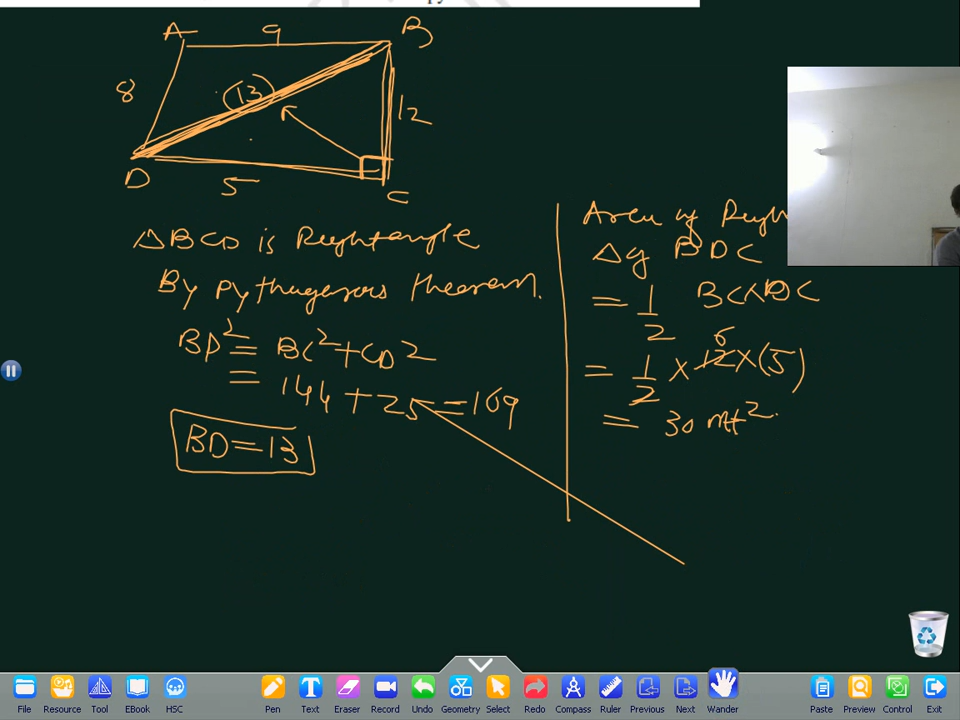 A 9 B
8 13 12
D 5 C
ΔBCD is Rightangle
By pythagoros theorem.
BD² = BC² + CD²
= 144 + 25 = 169
BD = 13
Area of Righ
Δ of BDC
= 1/2 BC×DC
= 1/2 × 12 6 × (5)
= 30 mt².
File Resource Tool EBook HSC Pen Text Eraser Record Undo Geometry Select Redo Compass Ruler Previous Next Wander Paste Preview Control Exit